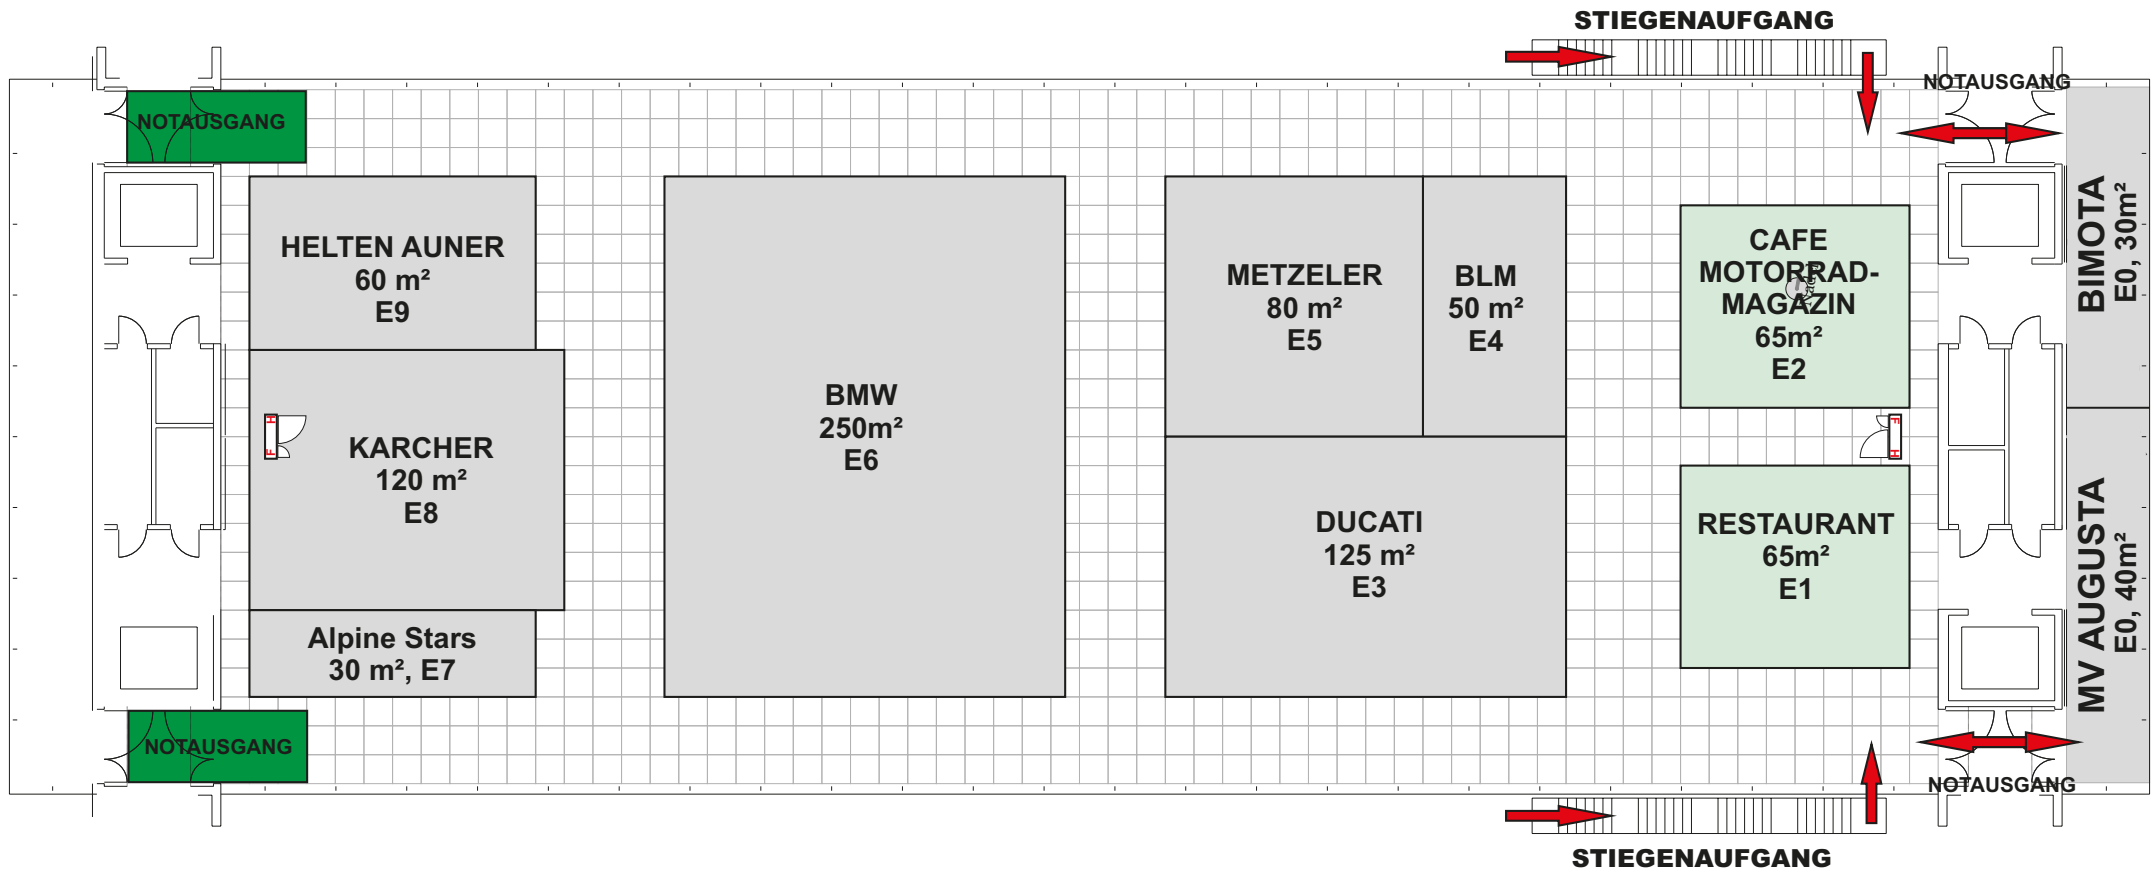 STIEGENAUFGANG
NOTAUSGANG
NOTAUSGANG
HELTEN AUNER
60 m²
E9
KARCHER
120 m²
E8
H
F
Alpine Stars
30 m², E7
NOTAUSGANG
BMW
250m²
E6
METZELER
80 m²
E5
BLM
50 m²
E4
DUCATI
125 m²
E3
CAFE
MOTORRAD-
MAGAZIN
65m²
E2
F
H
RESTAURANT
65m²
E1
BIMOTA
E0, 30m²
MV AUGUSTA
E0, 40m²
NOTAUSGANG
STIEGENAUFGANG